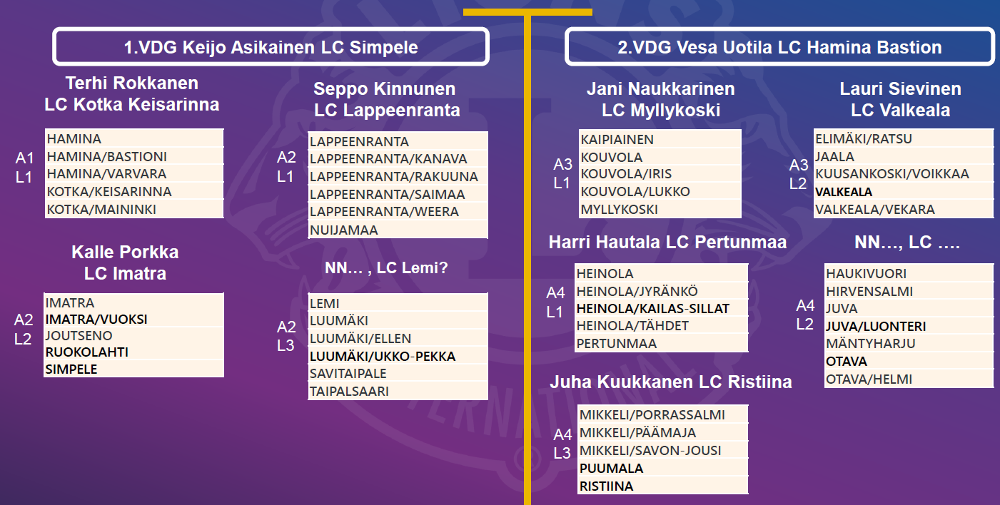 LIONS
INTERNATIONAL
®
1.VDG Keijo Asikainen LC Simpele
Terhi Rokkanen
LC Kotka Keisarinna
A1
L1
HAMINA
HAMINA/BASTIONI
HAMINA/VARVARA
KOTKA/KEISARINNA
KOTKA/MAININKI
Seppo Kinnunen
LC Lappeenranta
A2
L1
LAPPEENRANTA
LAPPEENRANTA/KANAVA
LAPPEENRANTA/RAKUUNA
LAPPEENRANTA/SAIMAA
LAPPEENRANTA/WEERA
NUIJAMAA
Kalle Porkka
LC Imatra
A2
L2
IMATRA
IMATRA/VUOKSI
JOUTSENO
RUOKOLAHTI
SIMPELE
NN... , LC Lemi?
A2
L3
LEMI
LUUMÄKI
LUUMÄKI/ELLEN
LUUMÄKI/UKKO-PEKKA
SAVITAIPALE
TAIPALSAARI
2.VDG Vesa Uotila LC Hamina Bastion
Jani Naukkarinen
LC Myllykoski
A3
L1
KAIPIAINEN
KOUVOLA
KOUVOLA/IRIS
KOUVOLA/LUKKO
MYLLYKOSKI
Lauri Sievinen
LC Valkeala
A3
L2
ELIMÄKI/RATSU
JAALA
KUUSANKOSKI/VOIKKAA
VALKEALA
VALKEALA/VEKARA
Harri Hautala LC Pertunmaa
A4
L1
HEINOLA
HEINOLA/JYRÄNKÖ
HEINOLA/KAILAS-SILLAT
HEINOLA/TÄHDET
PERTUNMAA
NN..., LC ....
A4
L2
HAUKIVUORI
HIRVENSALMI
JUVA
JUVA/LUONTERI
MÄNTYHARJU
OTAVA
OTAVA/HELMI
Juha Kuukkanen LC Ristiina
A4
L3
MIKKELI/PORRASSALMI
MIKKELI/PÄÄMAJA
MIKKELI/SAVON-JOUSI
PUUMALA
RISTIINA